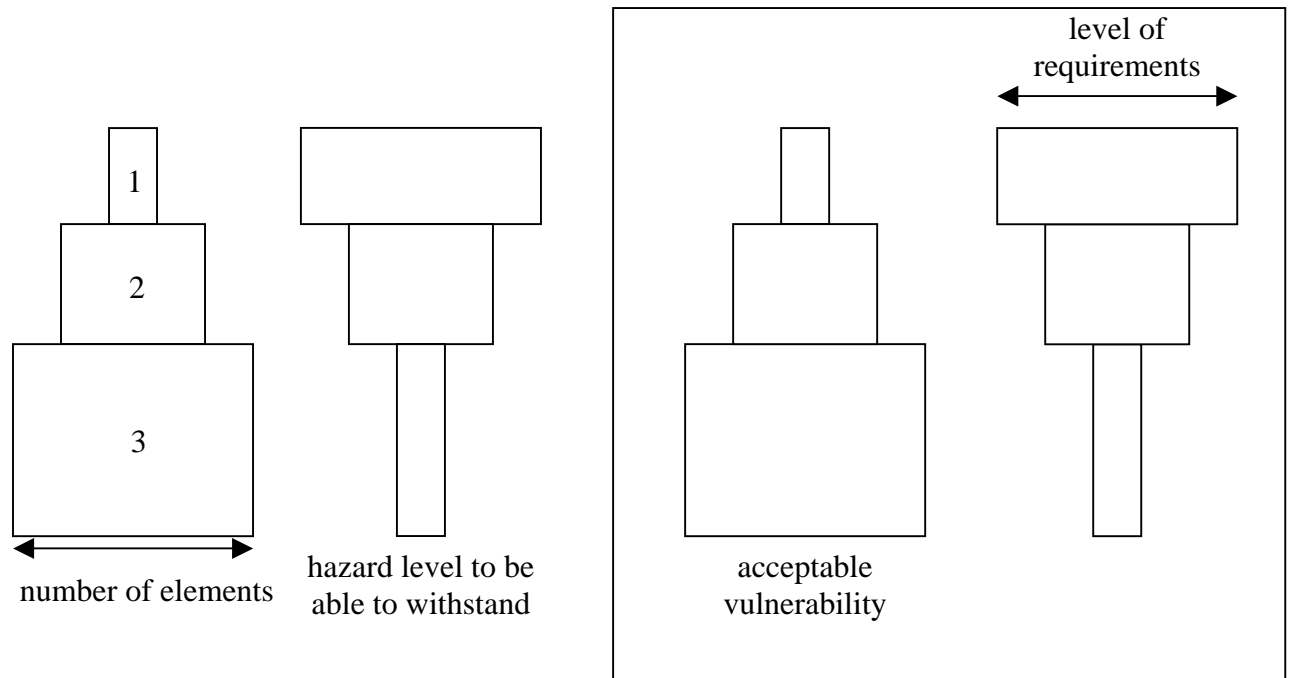 level of
requirements
1
2
3
number of elements
hazard level to be
able to withstand
acceptable
vulnerability